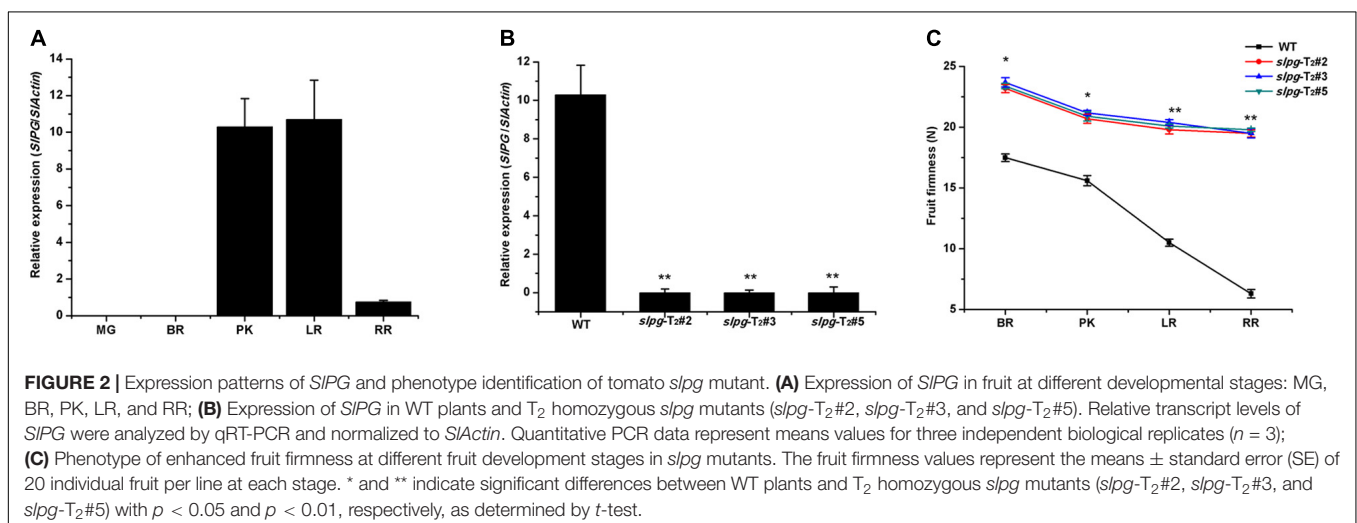 A
Relative expression (SlPG/SlActin)
14
12
10
8
6
4
2
0
MG BR PK LR RR
B
Relative expression (SlPG/SlActin)
12
10
8
6
4
2
0
** ** **
WT slpg-T₂#2 slpg-T₂#3 slpg-T₂#5
C
WT
slpg-T₂#2
slpg-T₂#3
slpg-T₂#5
Fruit firmness (N)
25
20
15
10
5
* * ** **
BR PK LR RR
FIGURE 2 | Expression patterns of SlPG and phenotype identification of tomato slpg mutant. (A) Expression of SlPG in fruit at different developmental stages: MG,
BR, PK, LR, and RR; (B) Expression of SlPG in WT plants and T₂ homozygous slpg mutants (slpg-T₂#2, slpg-T₂#3, and slpg-T₂#5). Relative transcript levels of
SlPG were analyzed by qRT-PCR and normalized to SlActin. Quantitative PCR data represent means values for three independent biological replicates (n = 3);
(C) Phenotype of enhanced fruit firmness at different fruit development stages in slpg mutants. The fruit firmness values represent the means ± standard error (SE) of
20 individual fruit per line at each stage. * and ** indicate significant differences between WT plants and T₂ homozygous slpg mutants (slpg-T₂#2, slpg-T₂#3, and
slpg-T₂#5) with p < 0.05 and p < 0.01, respectively, as determined by t-test.